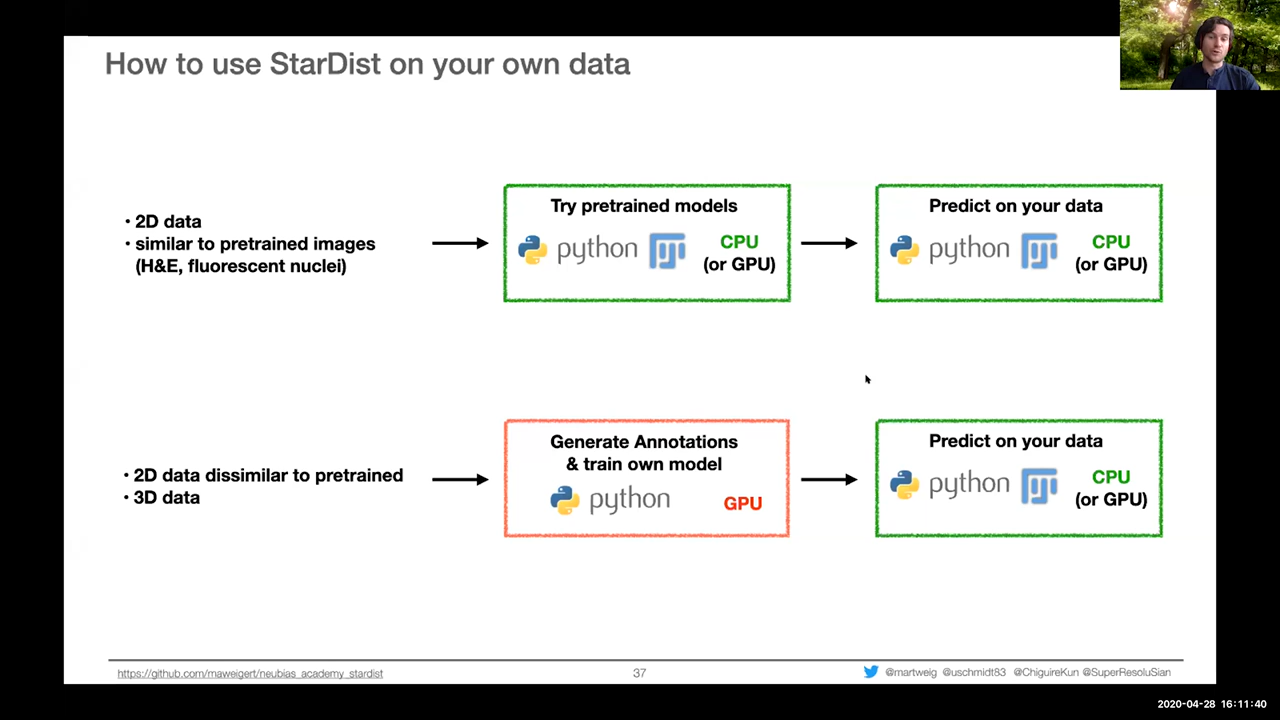 How to use StarDist on your own data
• 2D data
• similar to pretrained images
(H&E, fluorescent nuclei)
Try pretrained models
python
CPU
(or GPU)
Predict on your data
python
CPU
(or GPU)
• 2D data dissimilar to pretrained
• 3D data
Generate Annotations
& train own model
python
GPU
Predict on your data
python
CPU
(or GPU)
https://github.com/maweigert/neubias_academy_stardist
37
@martweig @uschmidt83 @ChiguireKun @SuperResoluSian
2020-04-28 16:11:40